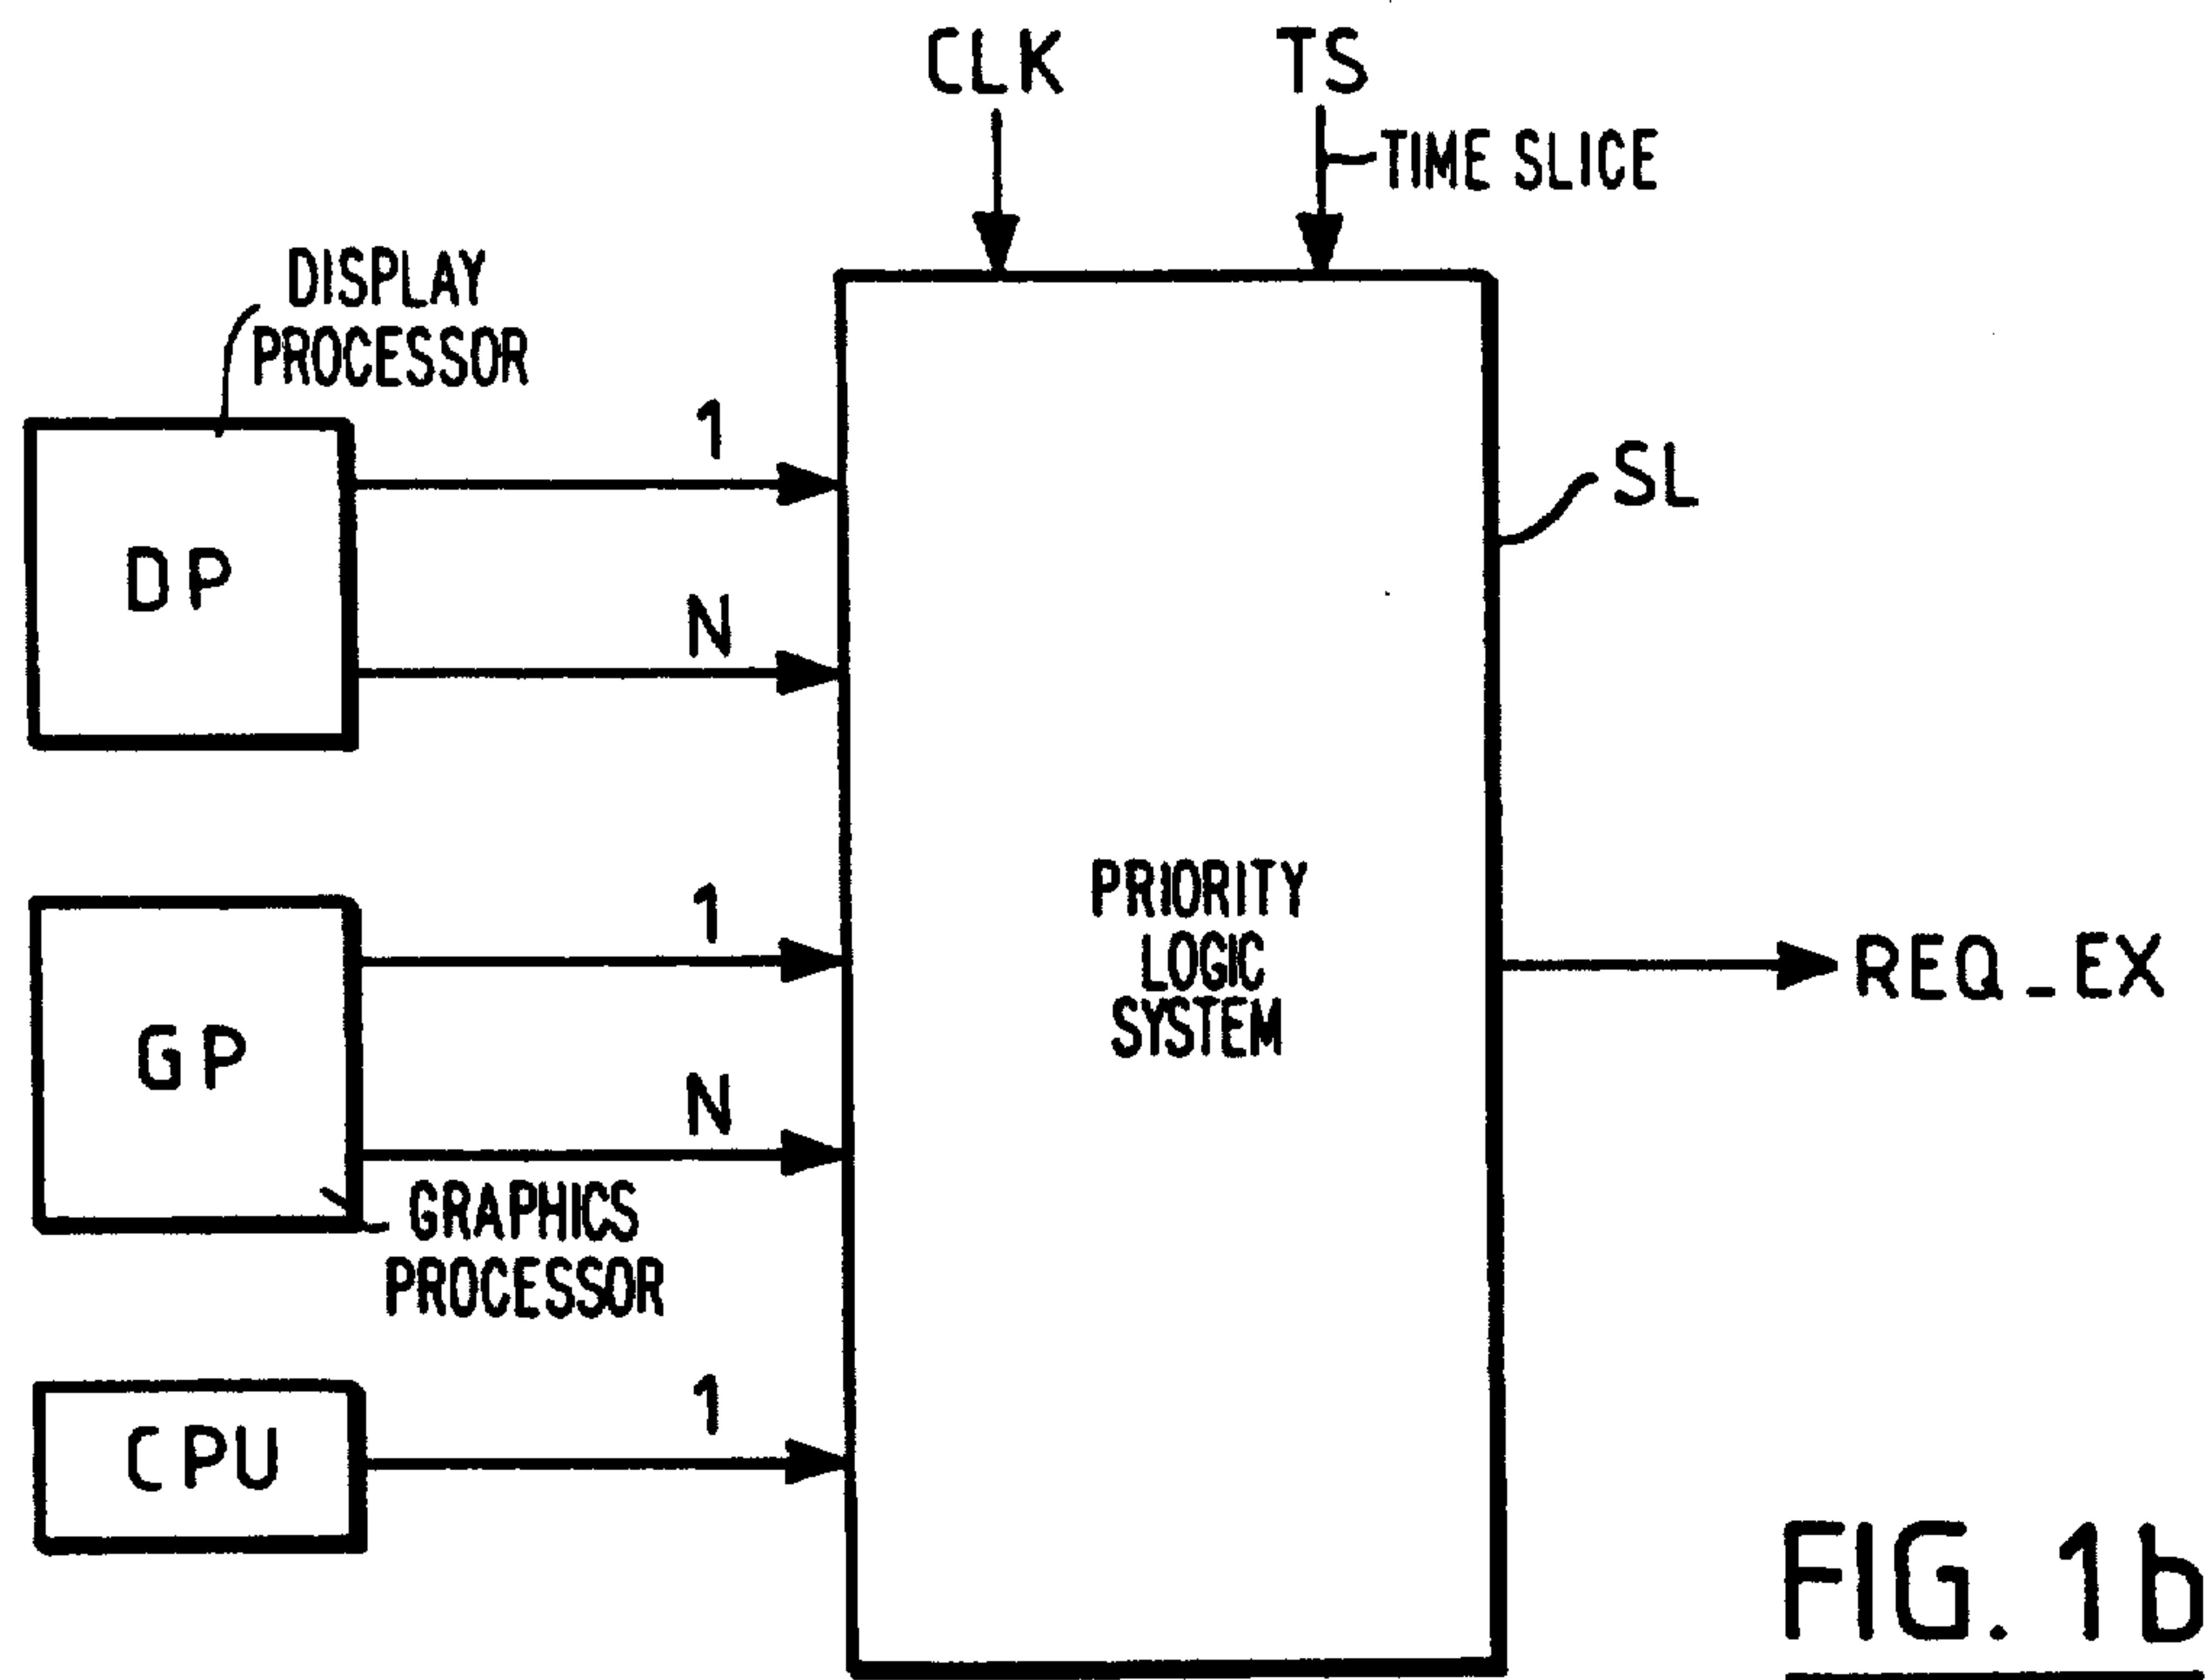 CLK
TS
TIME SLICE
DISPLAY
PROCESSOR
1
SL
DP
N
1
PRIORITY
LOGIC
SYSTEM
REQ_EX
GP
N
GRAPHICS
PROCESSOR
1
CPU
FIG. 1b